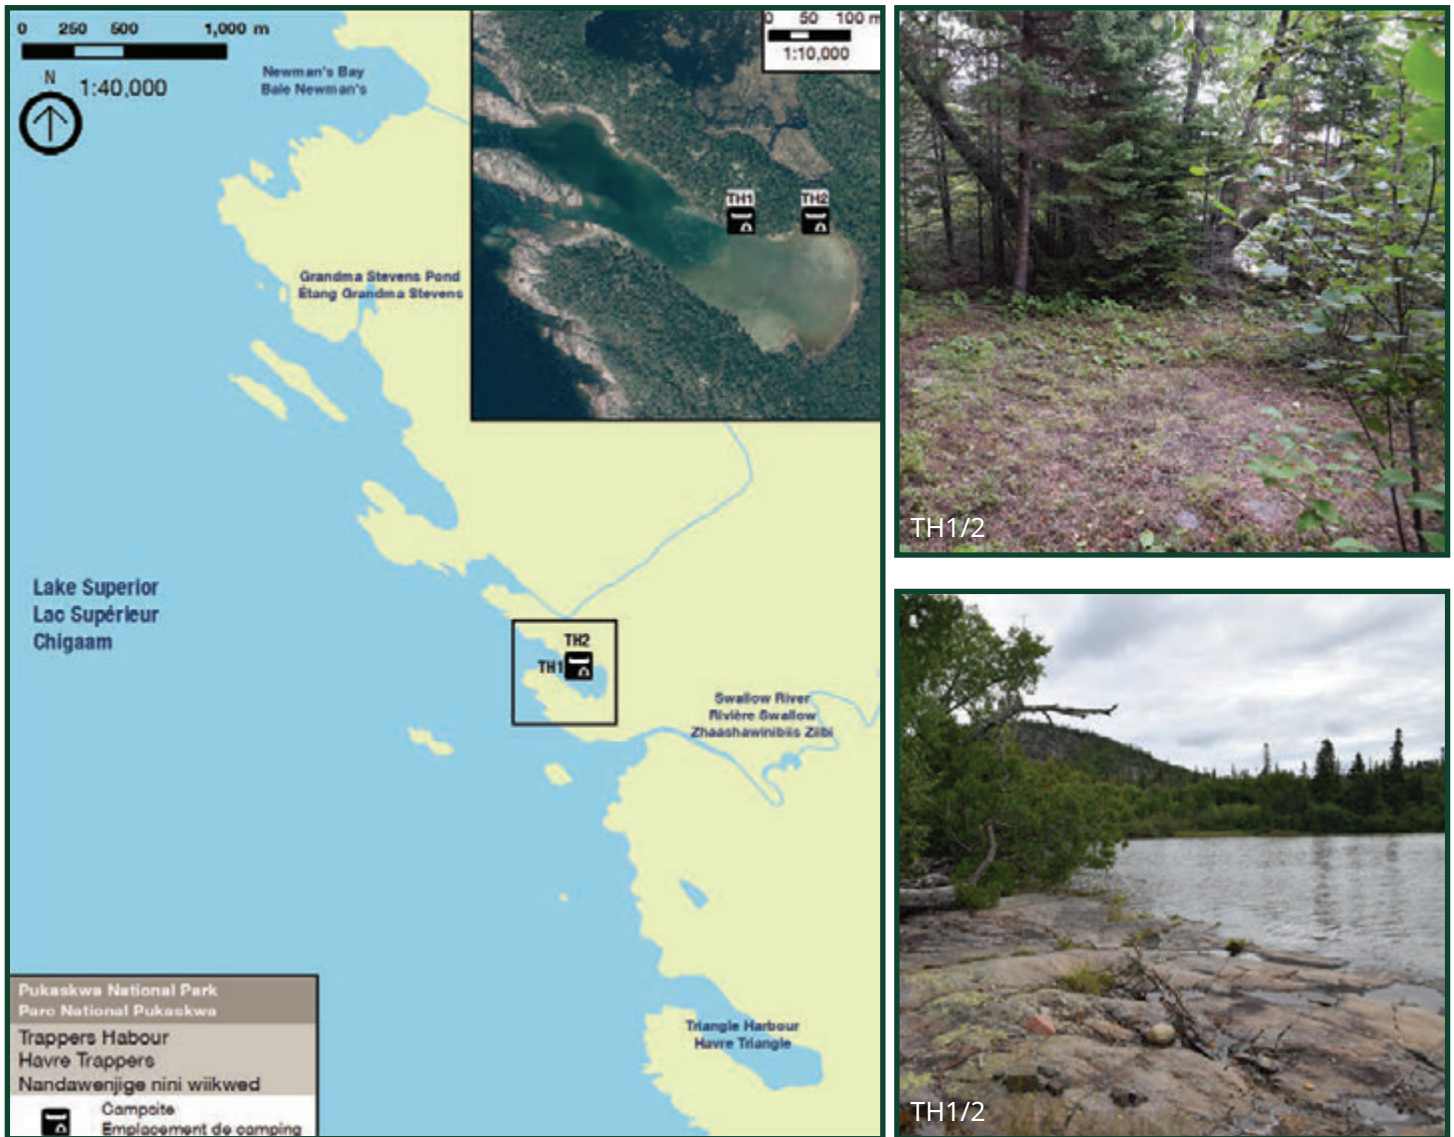 0 250 500 1,000 m
N
1:40,000
Newman's Bay
Baie Newman's
0 50 100 m
1:10,000
TH1 TH2
Grandma Stevens Pond
Étang Grandma Stevens
Lake Superior
Lac Supérieur
Chigaam
TH2
TH1
Swallow River
Rivière Swallow
Zhaashawinibiis Ziibi
Triangle Harbour
Havre Triangle
Pukaskwa National Park
Parc National Pukaskwa
Trappers Habour
Havre Trappers
Nandawenjige nini wiikwed
Campsite
Emplacement de camping
TH1/2
TH1/2